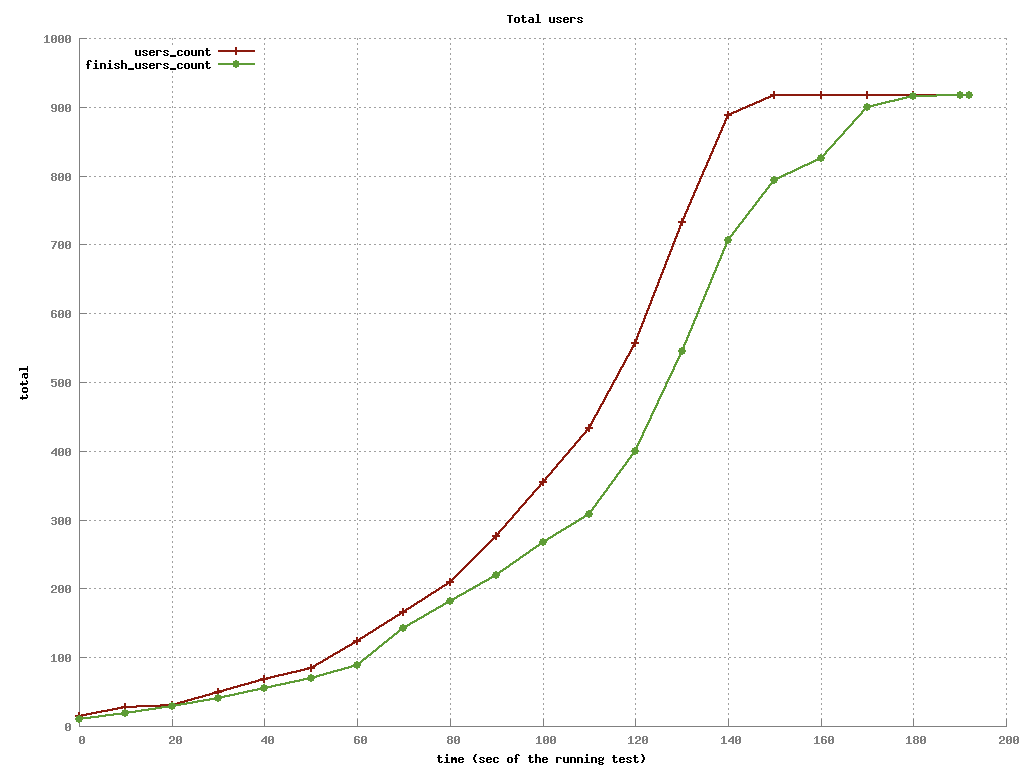 Total users
users_count
finish_users_count
1000
900
800
700
600
500
400
300
200
100
0
total
0 20 40 60 80 100 120 140 160 180 200
time (sec of the running test)